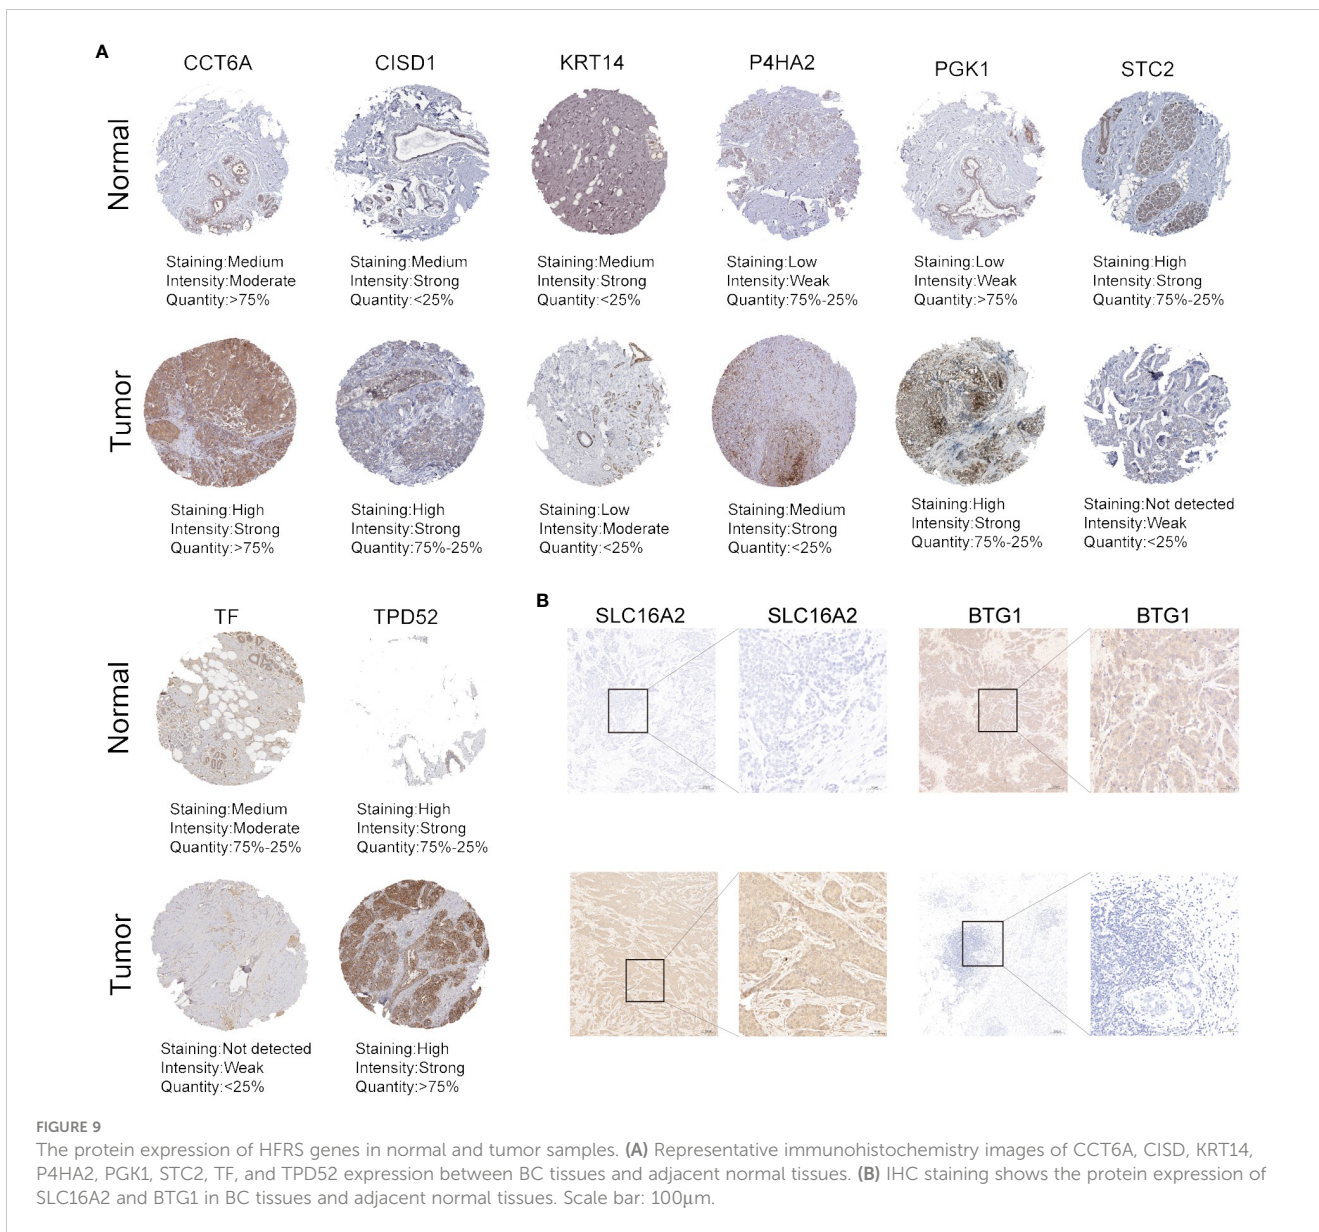 A
CCT6A CISD1 KRT14 P4HA2 PGK1 STC2
Normal
Staining:Medium Staining:Medium Staining:Medium Staining:Low Staining:Low Staining:High
Intensity:Moderate Intensity:Strong Intensity:Strong Intensity:Weak Intensity:Weak Intensity:Strong
Quantity:>75% Quantity:<25% Quantity:<25% Quantity:75%-25% Quantity:>75% Quantity:75%-25%
Tumor
Staining:High Staining:High Staining:Low Staining:Medium Staining:High Staining:Not detected
Intensity:Strong Intensity:Strong Intensity:Moderate Intensity:Strong Intensity:Strong Intensity:Weak
Quantity:>75% Quantity:75%-25% Quantity:<25% Quantity:<25% Quantity:75%-25% Quantity:<25%
TF TPD52
Normal
Staining:Medium Staining:High
Intensity:Moderate Intensity:Strong
Quantity:75%-25% Quantity:75%-25%
Tumor
Staining:Not detected Staining:High
Intensity:Weak Intensity:Strong
Quantity:<25% Quantity:>75%
B
SLC16A2 SLC16A2 BTG1 BTG1
FIGURE 9
The protein expression of HFRS genes in normal and tumor samples. (A) Representative immunohistochemistry images of CCT6A, CISD, KRT14,
P4HA2, PGK1, STC2, TF, and TPD52 expression between BC tissues and adjacent normal tissues. (B) IHC staining shows the protein expression of
SLC16A2 and BTG1 in BC tissues and adjacent normal tissues. Scale bar: 100μm.